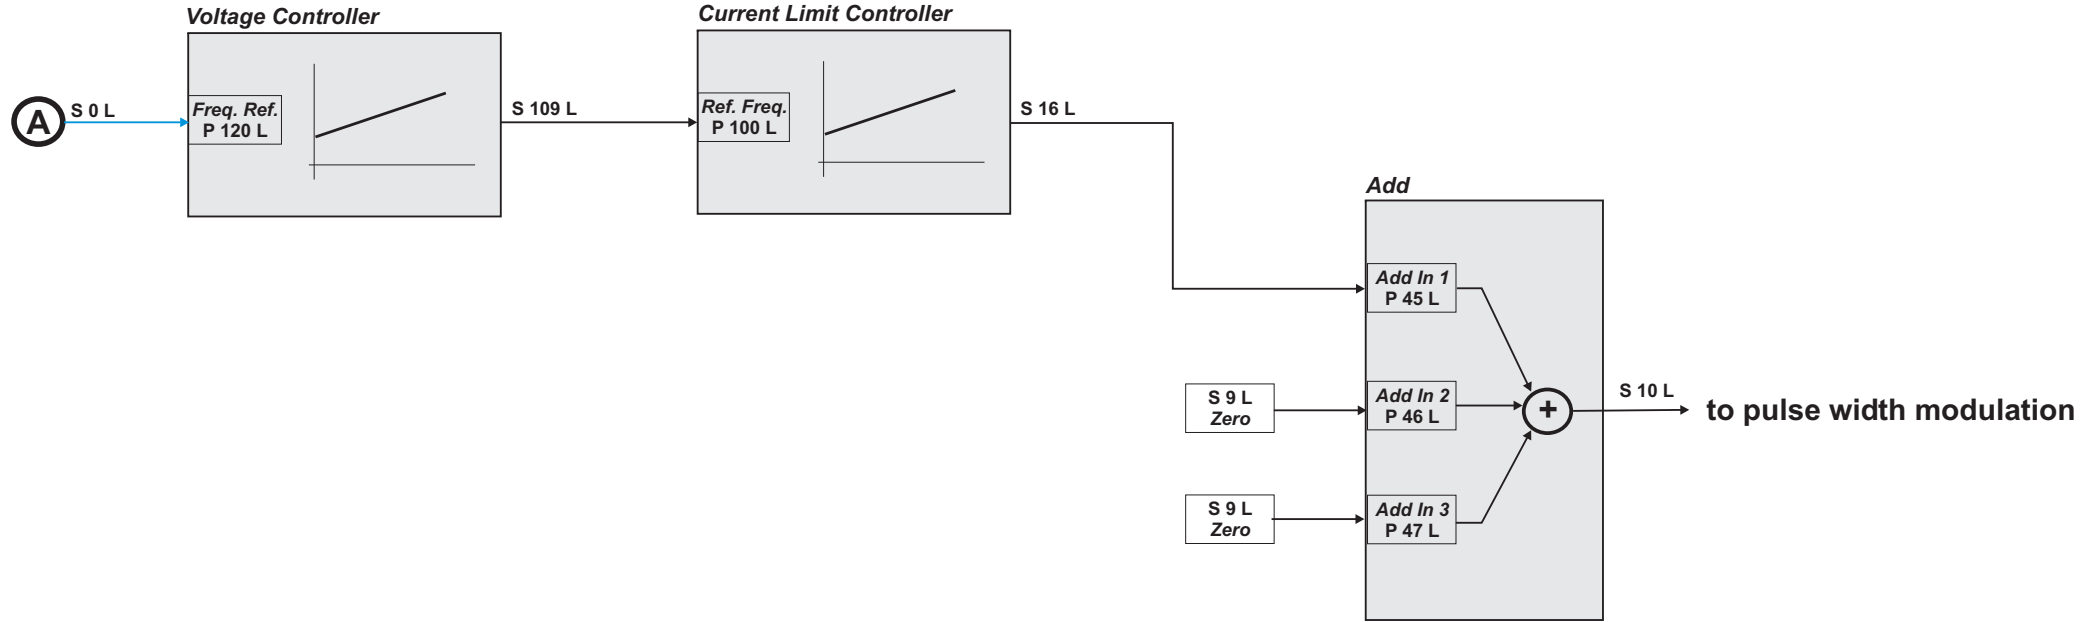 Voltage Controller
Current Limit Controller
A
S 0 L
Freq. Ref.
P 120 L
S 109 L
Ref. Freq.
P 100 L
S 16 L
Add
Add In 1
P 45 L
S 9 L
Zero
Add In 2
P 46 L
+
S 10 L
to pulse width modulation
S 9 L
Zero
Add In 3
P 47 L